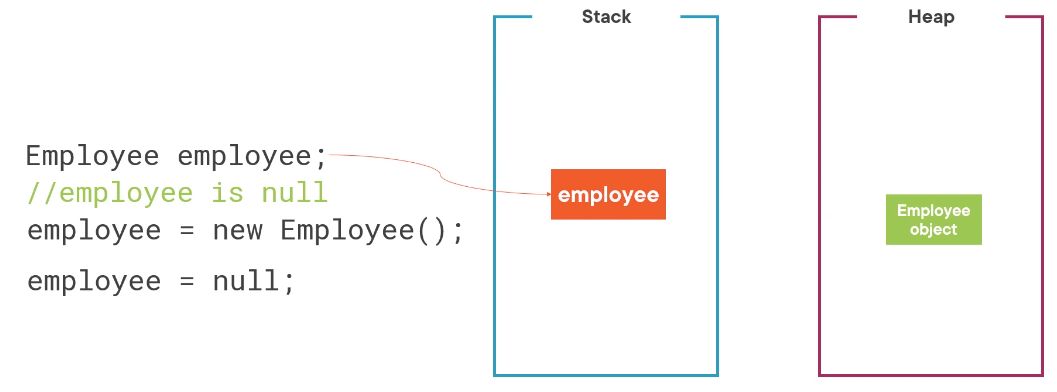 Stack
Heap
Employee employee;
//employee is null
employee = new Employee();
employee = null;
employee
Employee
object